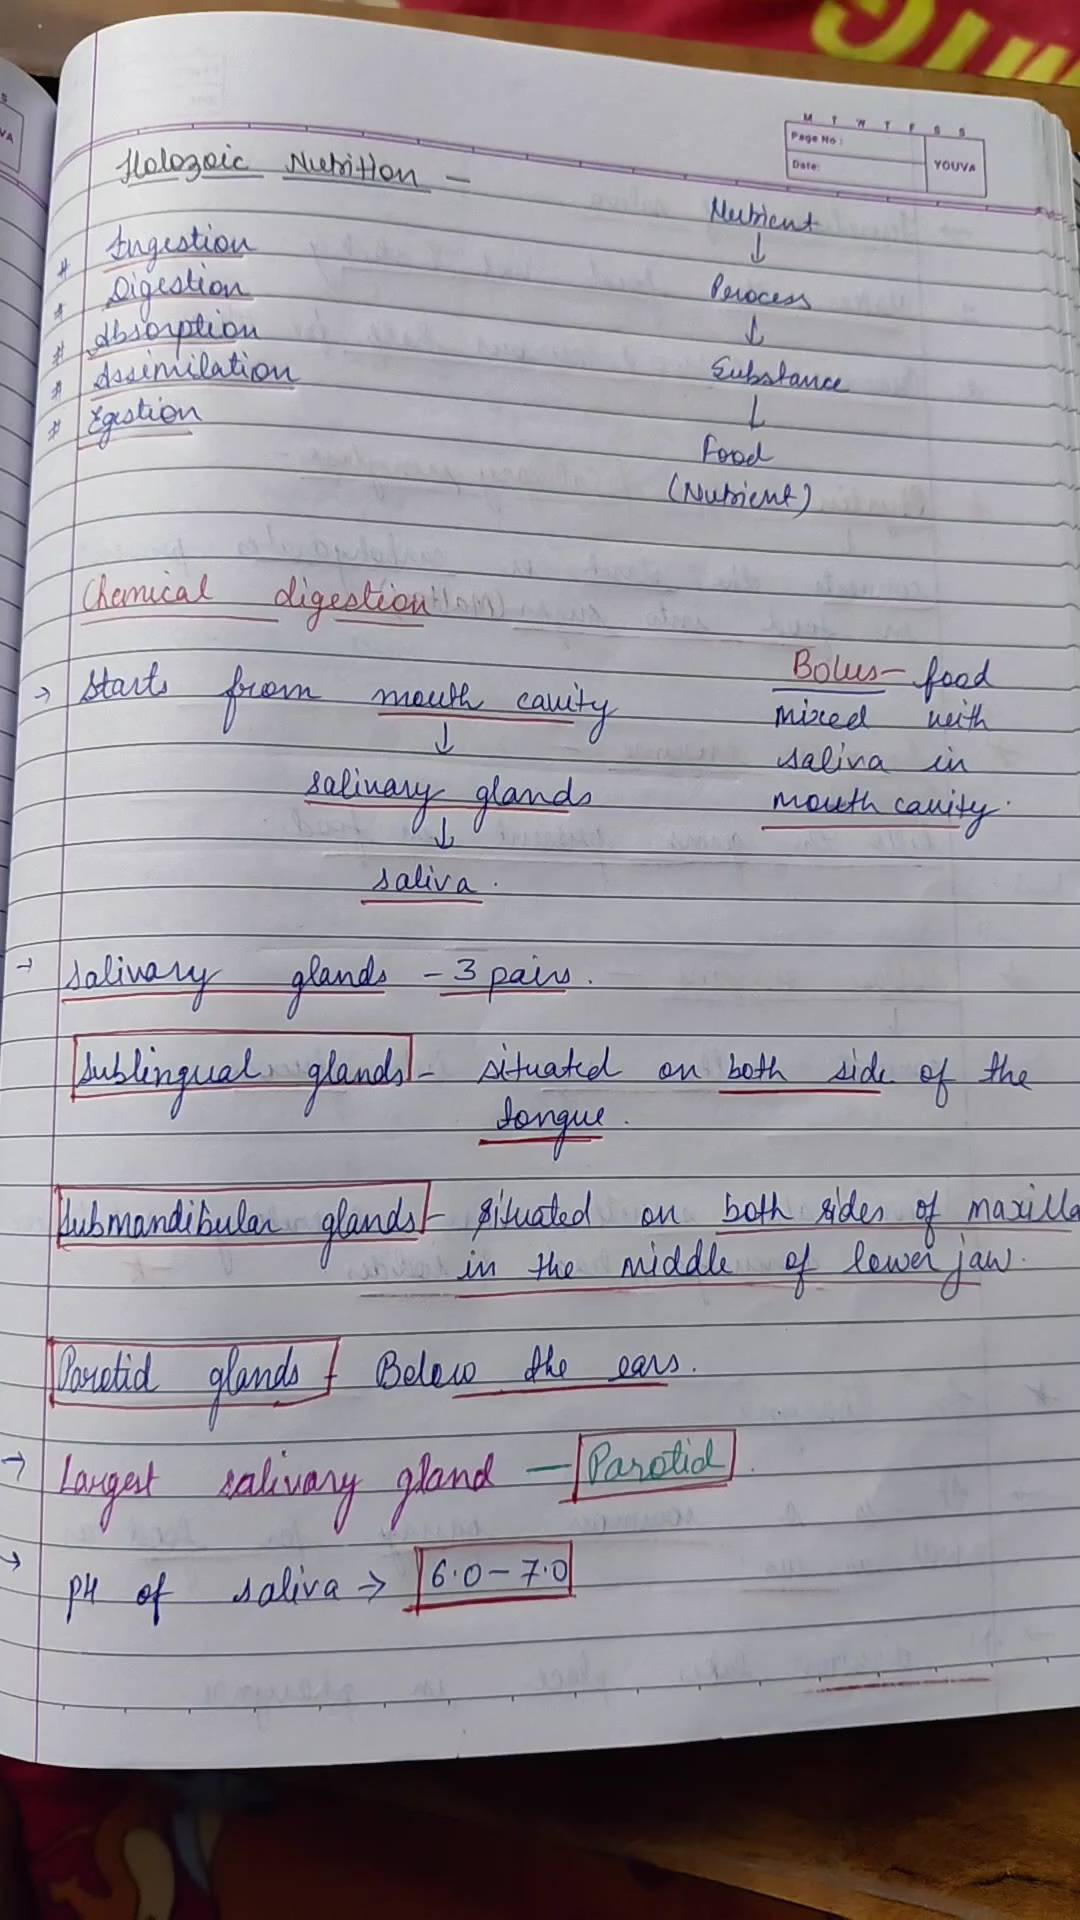 M T W T F S S
Page No:
Date:
YOUVA
Holozoic Nutrition -
# Ingestion
* Digestion
# Absorption
# Assimilation
# Egestion
Nutrient
↓
Process
↓
Substance
↓
Food
(Nutrient)
Chemical digestion
→ Starts from mouth cavity
↓
salivary glands
↓
saliva.
Bolus- food
mixed with
saliva in
mouth cavity.
→ Salivary glands - 3 pairs.
Sublingual glands - situated on both side of the
tongue.
Submandibular glands - situated on both sides of maxilla
in the middle of lower jaw.
Parotid glands - Below the ears.
→ Largest salivary gland - Parotid.
→ pH of saliva → 6.0-7.0